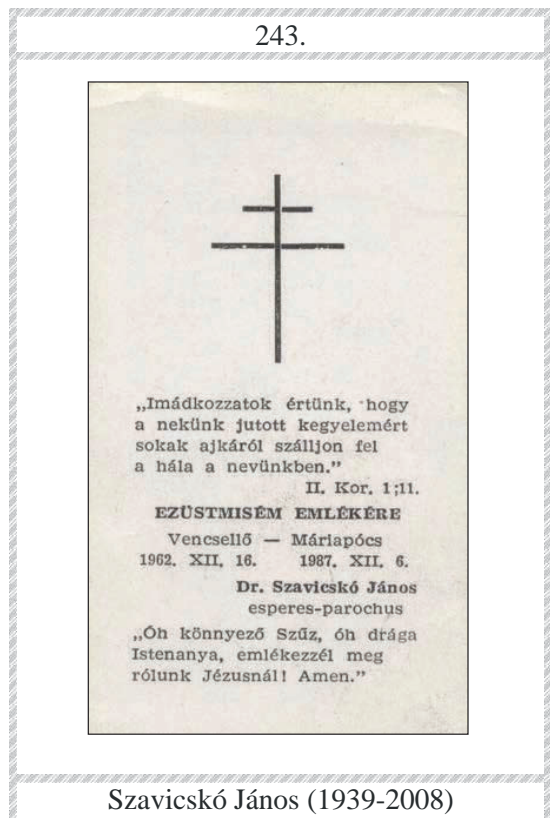 243.
„Imádkozzatok értünk, hogy
a nekünk jutott kegyelemért
sokak ajkáról szálljon fel
a hála a nevünkben.”
II. Kor. 1;11.
EZÜSTMISÉM EMLÉKÉRE
Vencsellő — Máriapócs
1962. XII. 16. 1987. XII. 6.
Dr. Szavicskó János
esperes-parochus
„Óh könnyező Szűz, óh drága
Istenanya, emlékezzél meg
rólunk Jézusnál! Amen.”
Szavicskó János (1939-2008)